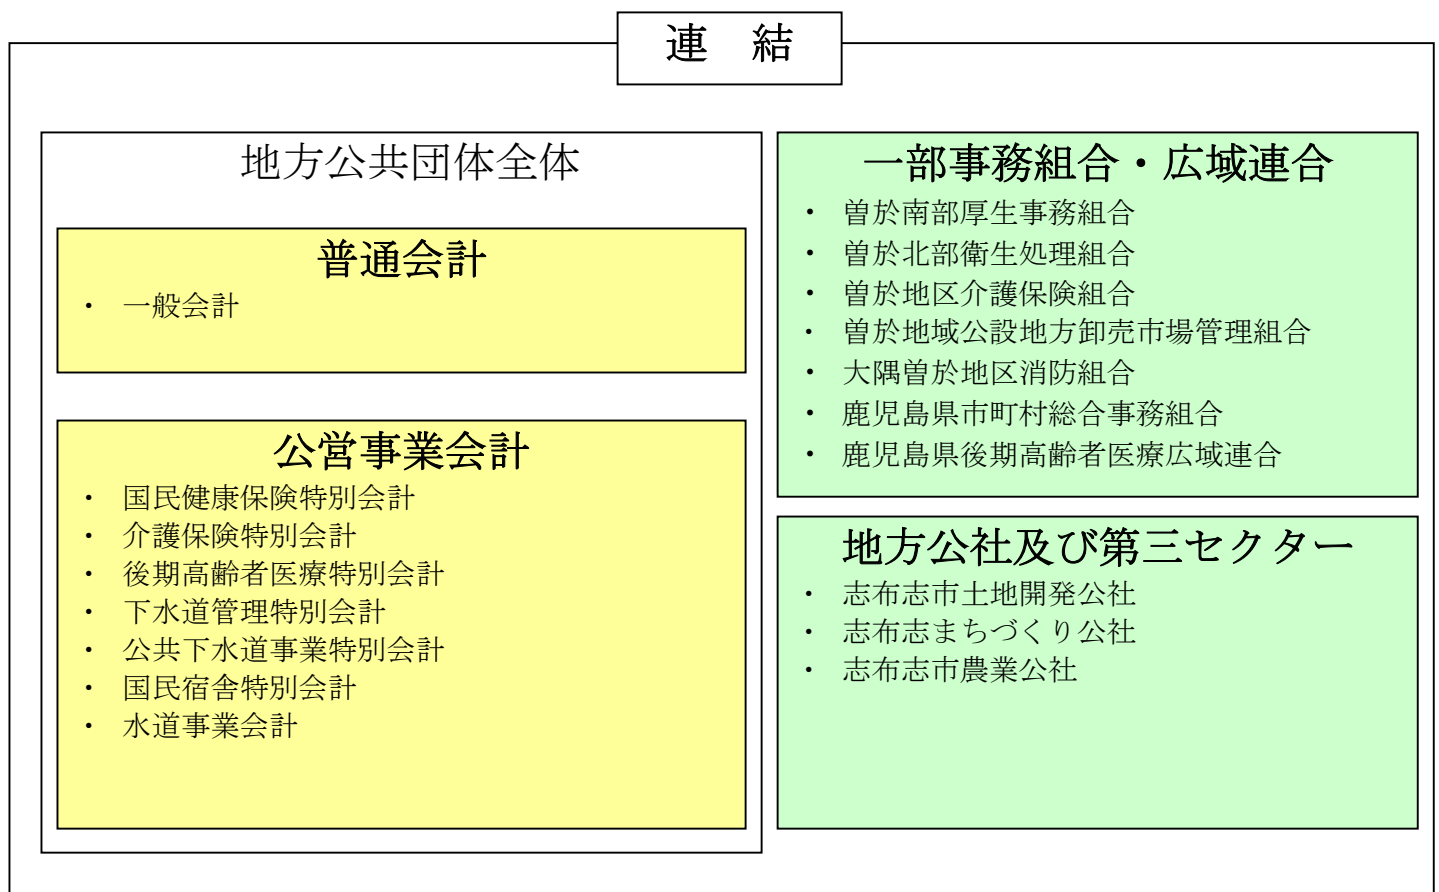 連 結
地方公共団体全体
普通会計
・ 一般会計
公営事業会計
・ 国民健康保険特別会計
・ 介護保険特別会計
・ 後期高齢者医療特別会計
・ 下水道管理特別会計
・ 公共下水道事業特別会計
・ 国民宿舎特別会計
・ 水道事業会計
一部事務組合・広域連合
・ 曽於南部厚生事務組合
・ 曽於北部衛生処理組合
・ 曽於地区介護保険組合
・ 曽於地域公設地方卸売市場管理組合
・ 大隅曽於地区消防組合
・ 鹿児島県市町村総合事務組合
・ 鹿児島県後期高齢者医療広域連合
地方公社及び第三セクター
・ 志布志市土地開発公社
・ 志布志まちづくり公社
・ 志布志市農業公社